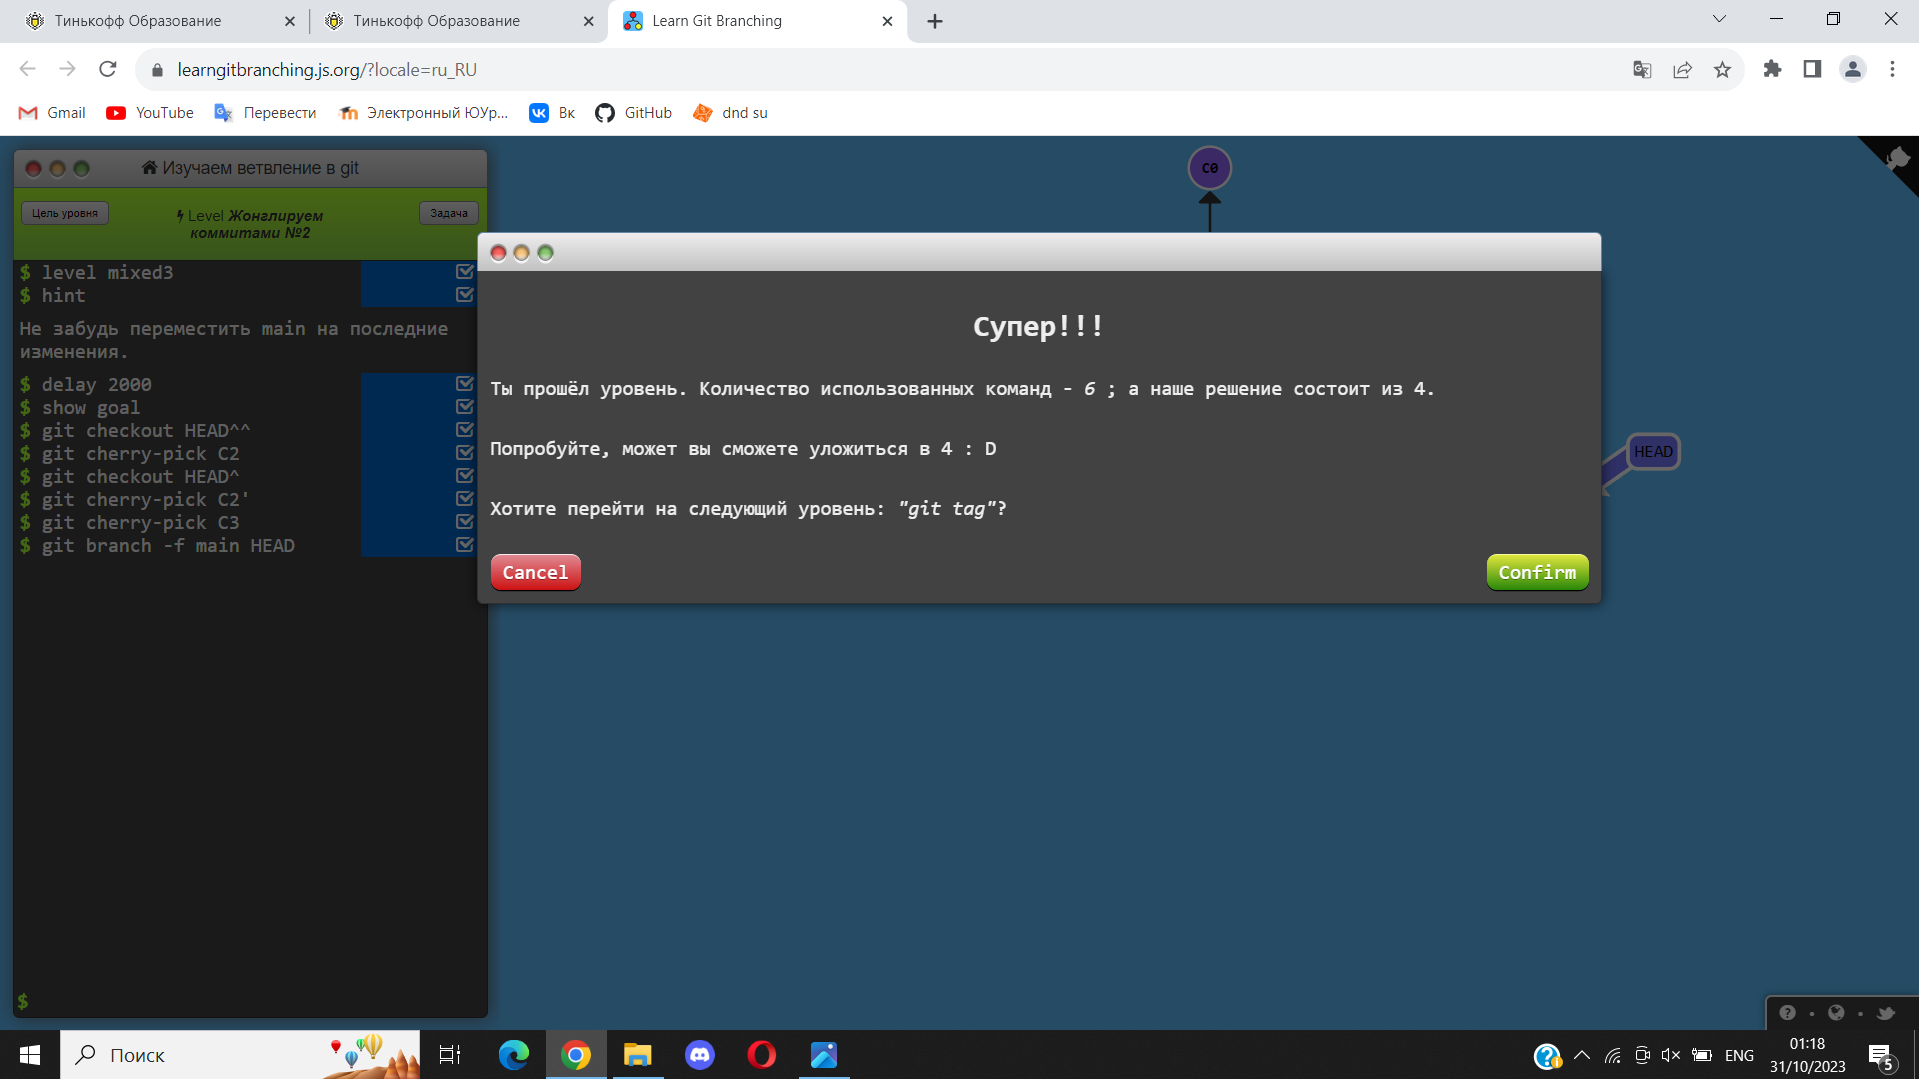 Тинькофф Образование
Тинькофф Образование
Learn Git Branching
learngitbranching.js.org/?locale=ru_RU
Gmail
YouTube
Перевести
Электронный ЮУр...
Вк
GitHub
dnd su
Изучаем ветвление в git
Цель уровня
Level Жонглируем
коммитами №2
Задача
$ level mixed3
$ hint
Не забудь переместить main на последние
изменения.
$ delay 2000
$ show goal
$ git checkout HEAD^^
$ git cherry-pick C2
$ git checkout HEAD^
$ git cherry-pick C2'
$ git cherry-pick C3
$ git branch -f main HEAD
$
C0
HEAD
Супер!!!
Ты прошёл уровень. Количество использованных команд - 6 ; а наше решение состоит из 4.
Попробуйте, может вы сможете уложиться в 4 : D
Хотите перейти на следующий уровень: "git tag"?
Cancel
Confirm
Поиск
ENG
01:18
31/10/2023
5